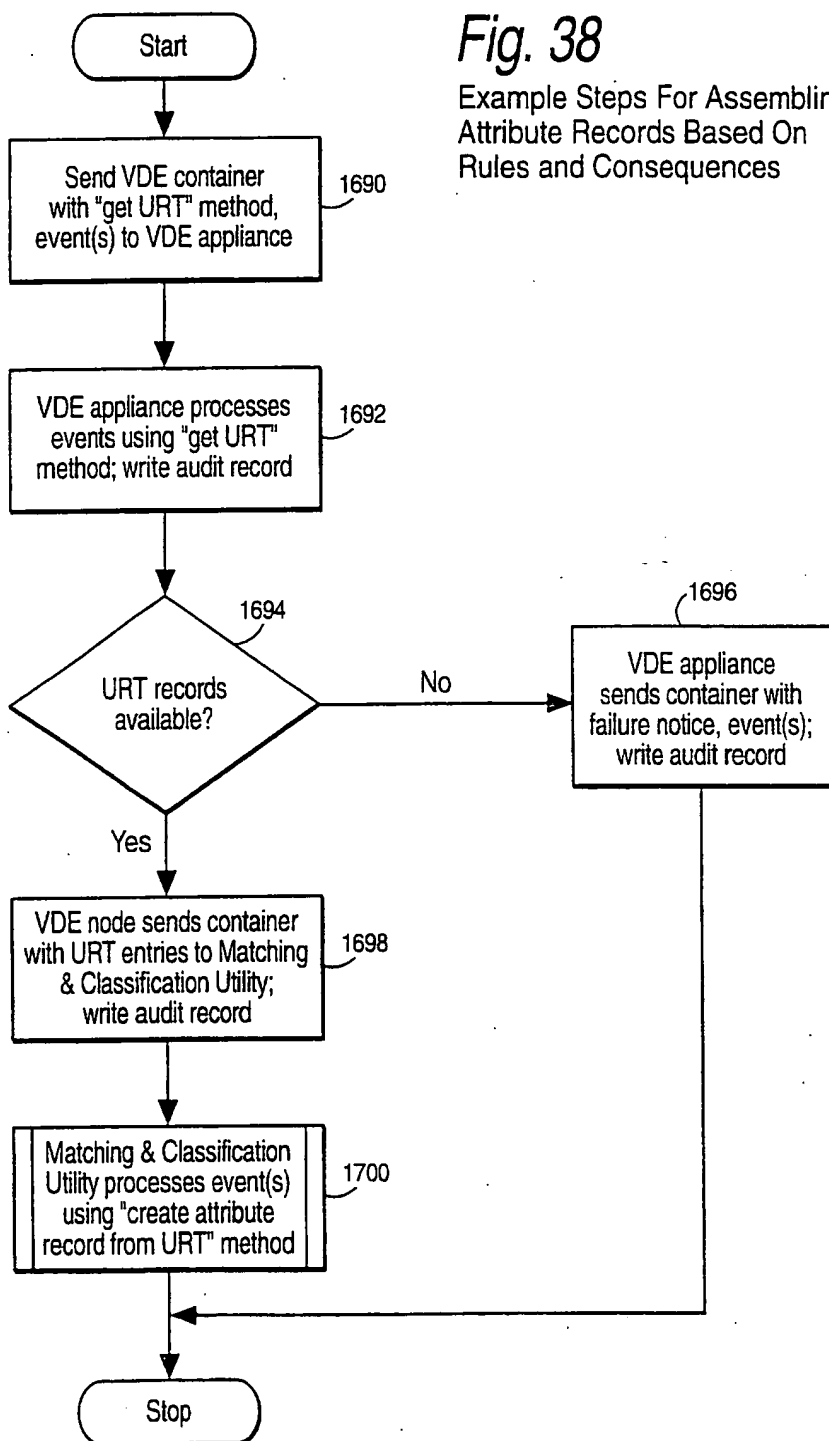 Fig. 38
Example Steps For Assemblin
Attribute Records Based On
Rules and Consequences
Start
Send VDE container
with "get URT" method,
event(s) to VDE appliance
1690
VDE appliance processes
events using "get URT"
method; write audit record
1692
1694
URT records
available?
No
Yes
1696
VDE appliance
sends container with
failure notice, event(s);
write audit record
VDE node sends container
with URT entries to Matching
& Classification Utility;
write audit record
1698
Matching & Classification
Utility processes event(s)
using "create attribute
record from URT" method
1700
Stop